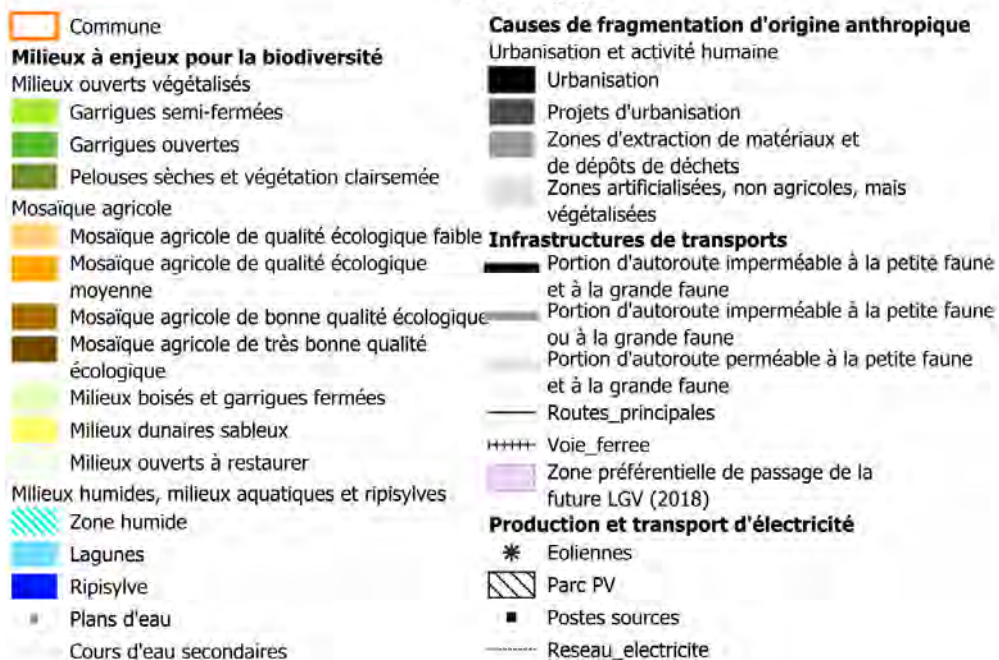 Commune
Milieux à enjeux pour la biodiversité
Milieux ouverts végétalisés
Garrigues semi-fermées
Garrigues ouvertes
Pelouses sèches et végétation clairsemée
Mosaïque agricole
Mosaïque agricole de qualité écologique faible
Mosaïque agricole de qualité écologique
moyenne
Mosaïque agricole de bonne qualité écologique
Mosaïque agricole de très bonne qualité
écologique
Milieux boisés et garrigues fermées
Milieux dunaires sableux
Milieux ouverts à restaurer
Milieux humides, milieux aquatiques et ripisylves
Zone humide
Lagunes
Ripisylve
Plans d'eau
Cours d'eau secondaires
Causes de fragmentation d'origine anthropique
Urbanisation et activité humaine
Urbanisation
Projets d'urbanisation
Zones d'extraction de matériaux et
de dépôts de déchets
Zones artificialisées, non agricoles, mais
végétalisées
Infrastructures de transports
Portion d'autoroute imperméable à la petite faune
et à la grande faune
Portion d'autoroute imperméable à la petite faune
ou à la grande faune
Portion d'autoroute perméable à la petite faune
et à la grande faune
Routes_principales
Voie_ferree
Zone préférentielle de passage de la
future LGV (2018)
Production et transport d'électricité
Eoliennes
Parc PV
Postes sources
Reseau_electricite